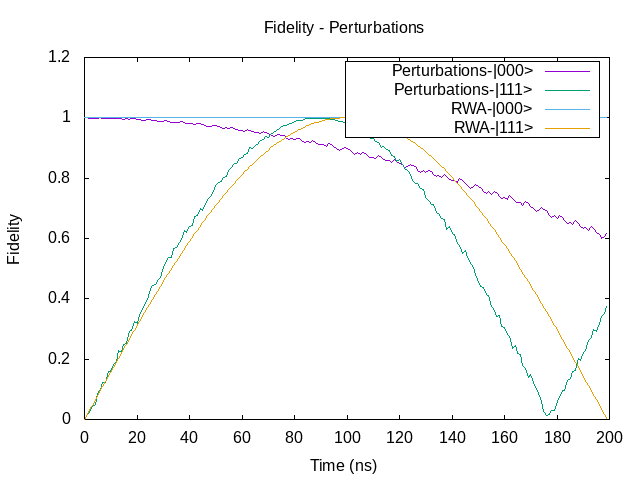 Fidelity - Perturbations
Perturbations-|000>
Perturbations-|111>
RWA-|000>
RWA-|111>
1.2
1
0.8
0.6
0.4
0.2
0
Fidelity
0 20 40 60 80 100 120 140 160 180 200
Time (ns)